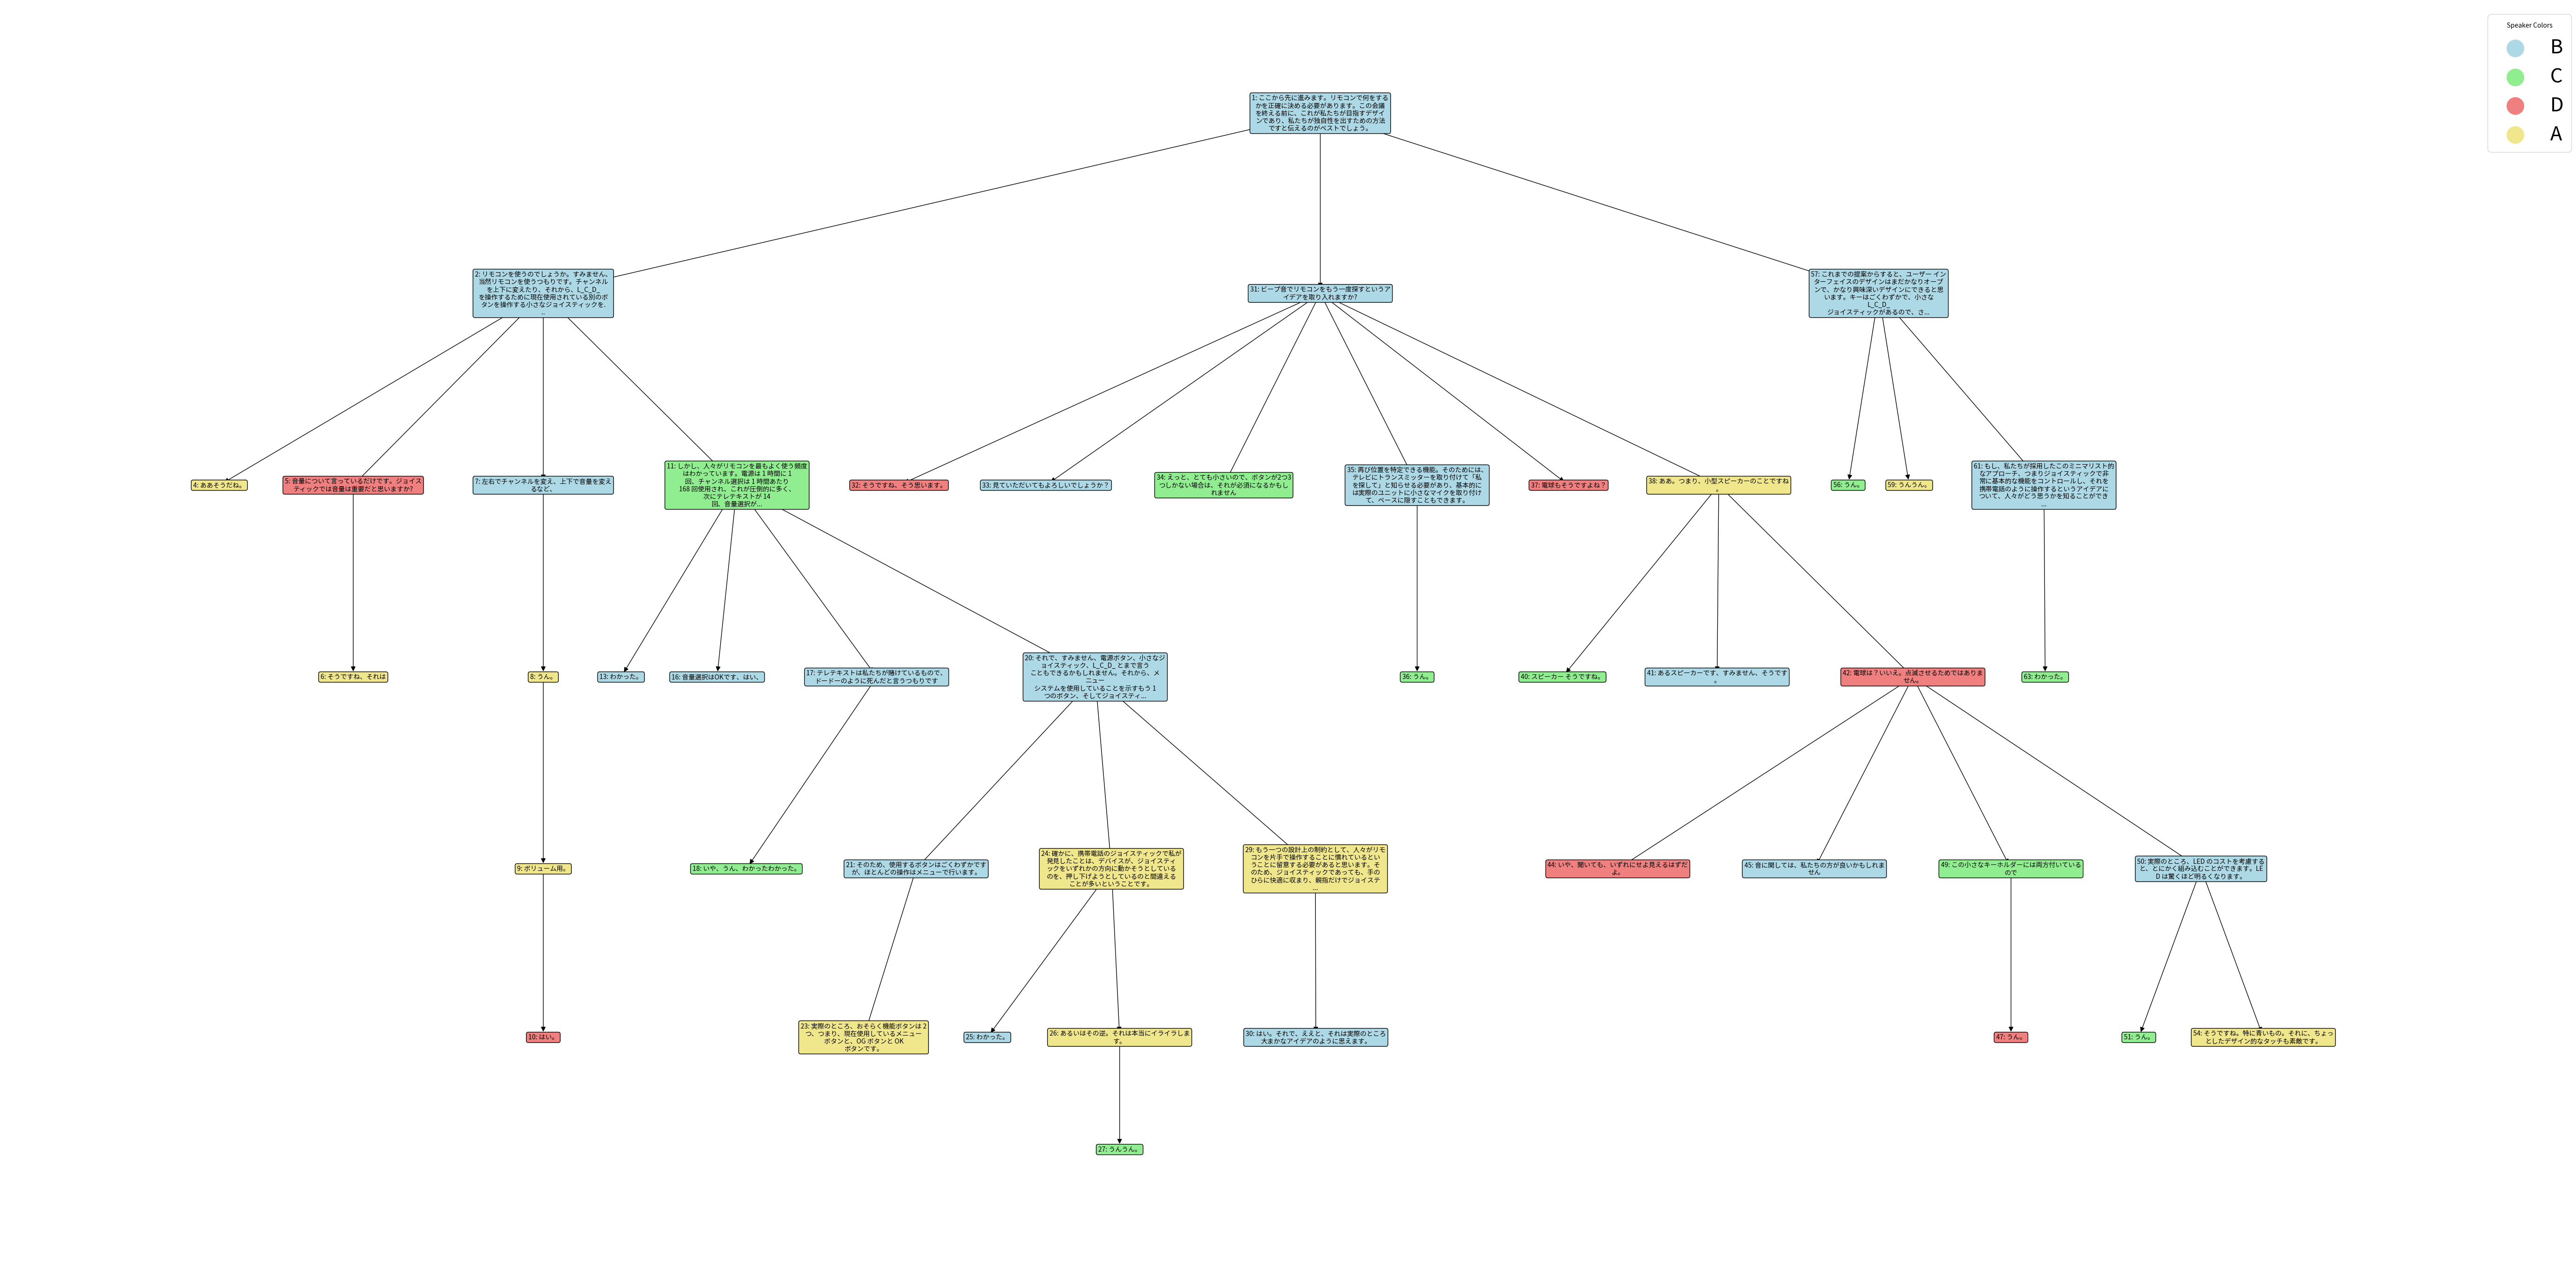 Speaker Colors
B
C
D
A
1: ここから先に進みます。リモコンで何をする
かを正確に決める必要があります。この会議
を終える前に、これが私たちが目指すデザイ
ンであり、私たちが独自性を出すための方法
ですと伝えるのがベストでしょう。
2: リモコンを使うのでしょうか。すみません、
当然リモコンを使うつもりです。チャンネル
を上下に変えたり、それから、L_C_D_
を操作するために現在使用されている別のボ
タンを操作する小さなジョイスティックを、
...
31: ビープ音でリモコンをもう一度探すというア
イデアを取り入れますか?
57: これまでの提案からすると、ユーザー イン
ターフェイスのデザインはまだかなりオープ
ンで、かなり興味深いデザインにできると思
います。キーはごくわずかで、小さな
L_C_D_
ジョイスティックがあるので、さ...
4: ああそうだね。
5: 音量について言っているだけです。ジョイス
ティックでは音量は重要だと思いますか?
7: 左右でチャンネルを変え、上下で音量を変え
るなど、
11: しかし、人々がリモコンを最もよく使う頻度
はわかっています。電源は 1 時間に 1
回、チャンネル選択は 1 時間あたり
168 回使用され、これが圧倒的に多く、
次にテレテキストが 14
回、音量選択が...
32: そうですね、そう思います。
33: 見ていただいてもよろしいでしょうか?
34: えっと、とても小さいので、ボタンが2つ3
つしかない場合は、それが必須になるかもし
れません
35: 再び位置を特定できる機能。そのためには、
テレビにトランスミッターを取り付けて「私
を探して」と知らせる必要があり、基本的に
は実際のユニットに小さなマイクを取り付け
て、ベースに隠すこともできます。
37: 電球もそうですよね?
38: ああ。つまり、小型スピーカーのことですね
。
56: うん。
59: うんうん。
61: もし、私たちが採用したこのミニマリスト的
なアプローチ、つまりジョイスティックで非
常に基本的な機能をコントロールし、それを
携帯電話のように操作するというアイデアに
ついて、人々がどう思うかを知ることができ
...
6: そうですね、それは
8: うん。
13: わかった。
16: 音量選択はOKです、はい、
17: テレテキストは私たちが賭けているもので、
ドードーのように死んだと言うつもりです
20: それで、すみません、電源ボタン、小さなジ
ョイスティック、L_C_D_ とまで言う
こともできるかもしれません。それから、メ
ニュー
システムを使用していることを示すもう 1
つのボタン、そしてジョイスティ...
36: うん。
40: スピーカー そうですね。
41: あるスピーカーです、すみません、そうです
。
42: 電球は？いいえ。点滅させるためではありま
せん。
63: わかった。
9: ボリューム用。
18: いや、うん、わかったわかった。
21: そのため、使用するボタンはごくわずかです
が、ほとんどの操作はメニューで行います。
24: 確かに、携帯電話のジョイスティックで私が
発見したことは、デバイスが、ジョイスティ
ックをいずれかの方向に動かそうとしている
のを、押し下げようとしているのと間違える
ことが多いということです。
29: もう一つの設計上の制約として、人々がリモ
コンを片手で操作することに慣れているとい
うことに留意する必要があると思います。そ
のため、ジョイスティックであっても、手の
ひらに快適に収まり、親指だけでジョイステ
...
44: いや、聞いても、いずれにせよ見えるはずだ
よ。
45: 音に関しては、私たちの方が良いかもしれま
せん
49: この小さなキーホルダーには両方付いている
ので
50: 実際のところ、LED のコストを考慮する
と、とにかく組み込むことができます。LE
D は驚くほど明るくなります。
10: はい。
23: 実際のところ、おそらく機能ボタンは 2
つ、つまり、現在使用しているメニュー
ボタンと、OG ボタンと OK
ボタンです。
25: わかった。
26: あるいはその逆。それは本当にイライラしま
す。
30: はい。それで、ええと、それは実際のところ
大まかなアイデアのように思えます。
47: うん。
51: うん。
54: そうですね。特に青いもの。それに、ちょっ
としたデザイン的なタッチも素敵です。
27: うんうん。